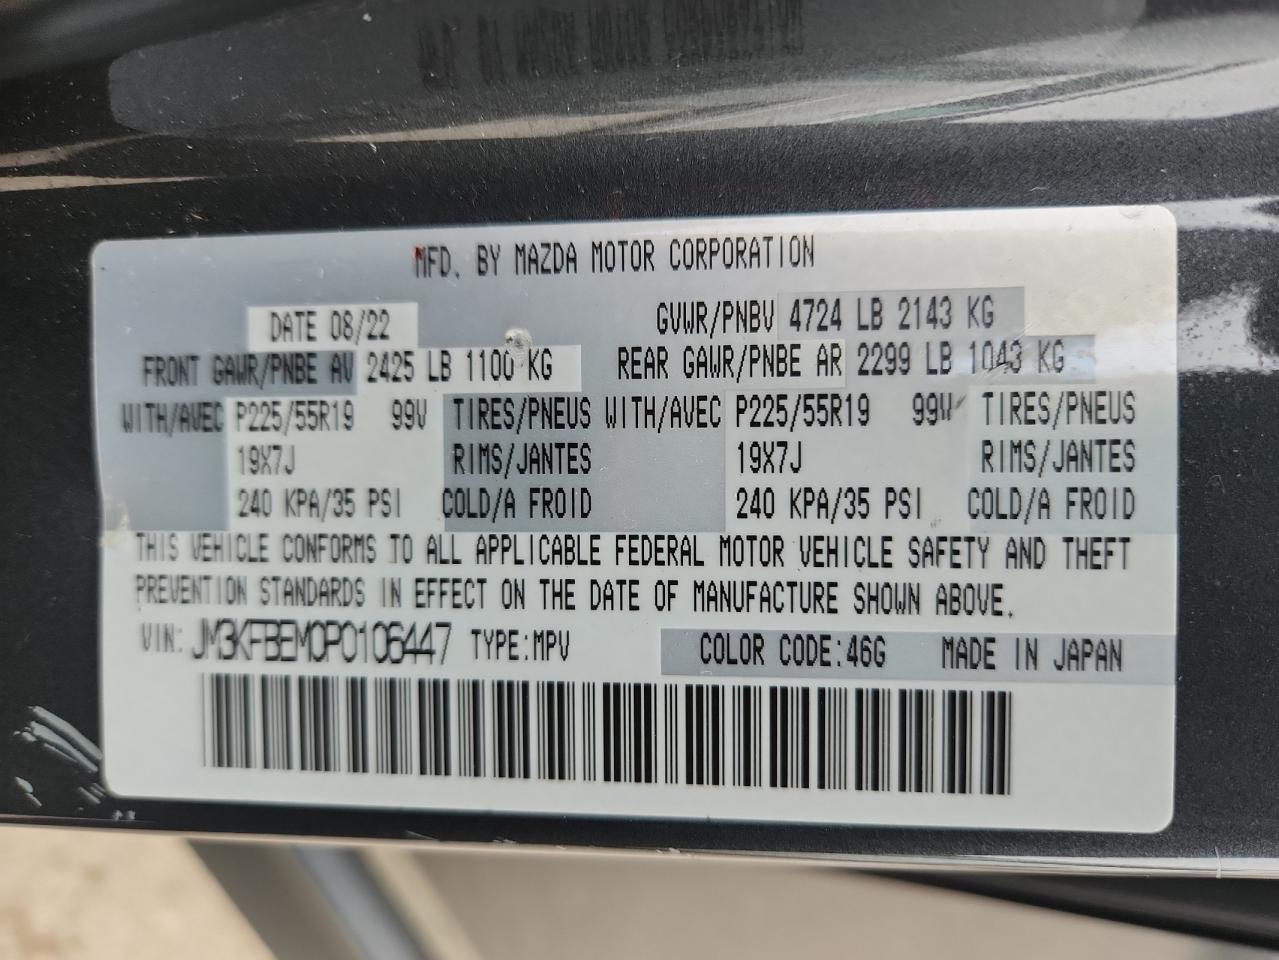 MFD. BY MAZDA MOTOR CORPORATION
DATE 08/22 GVWR/PNBV 4724 LB 2143 KG
FRONT GAWR/PNBE AV 2425 LB 1100 KG REAR GAWR/PNBE AR 2299 LB 1043 KG
WITH/AVEC P225/55R19 99V TIRES/PNEUS WITH/AVEC P225/55R19 99V TIRES/PNEUS
19X7J RIMS/JANTES 19X7J RIMS/JANTES
240 KPA/35 PSI COLD/A FROID 240 KPA/35 PSI COLD/A FROID
THIS VEHICLE CONFORMS TO ALL APPLICABLE FEDERAL MOTOR VEHICLE SAFETY AND THEFT
PREVENTION STANDARDS IN EFFECT ON THE DATE OF MANUFACTURE SHOWN ABOVE.
VIN: JM3KFBEM0P0106447 TYPE:MPV COLOR CODE:46G MADE IN JAPAN